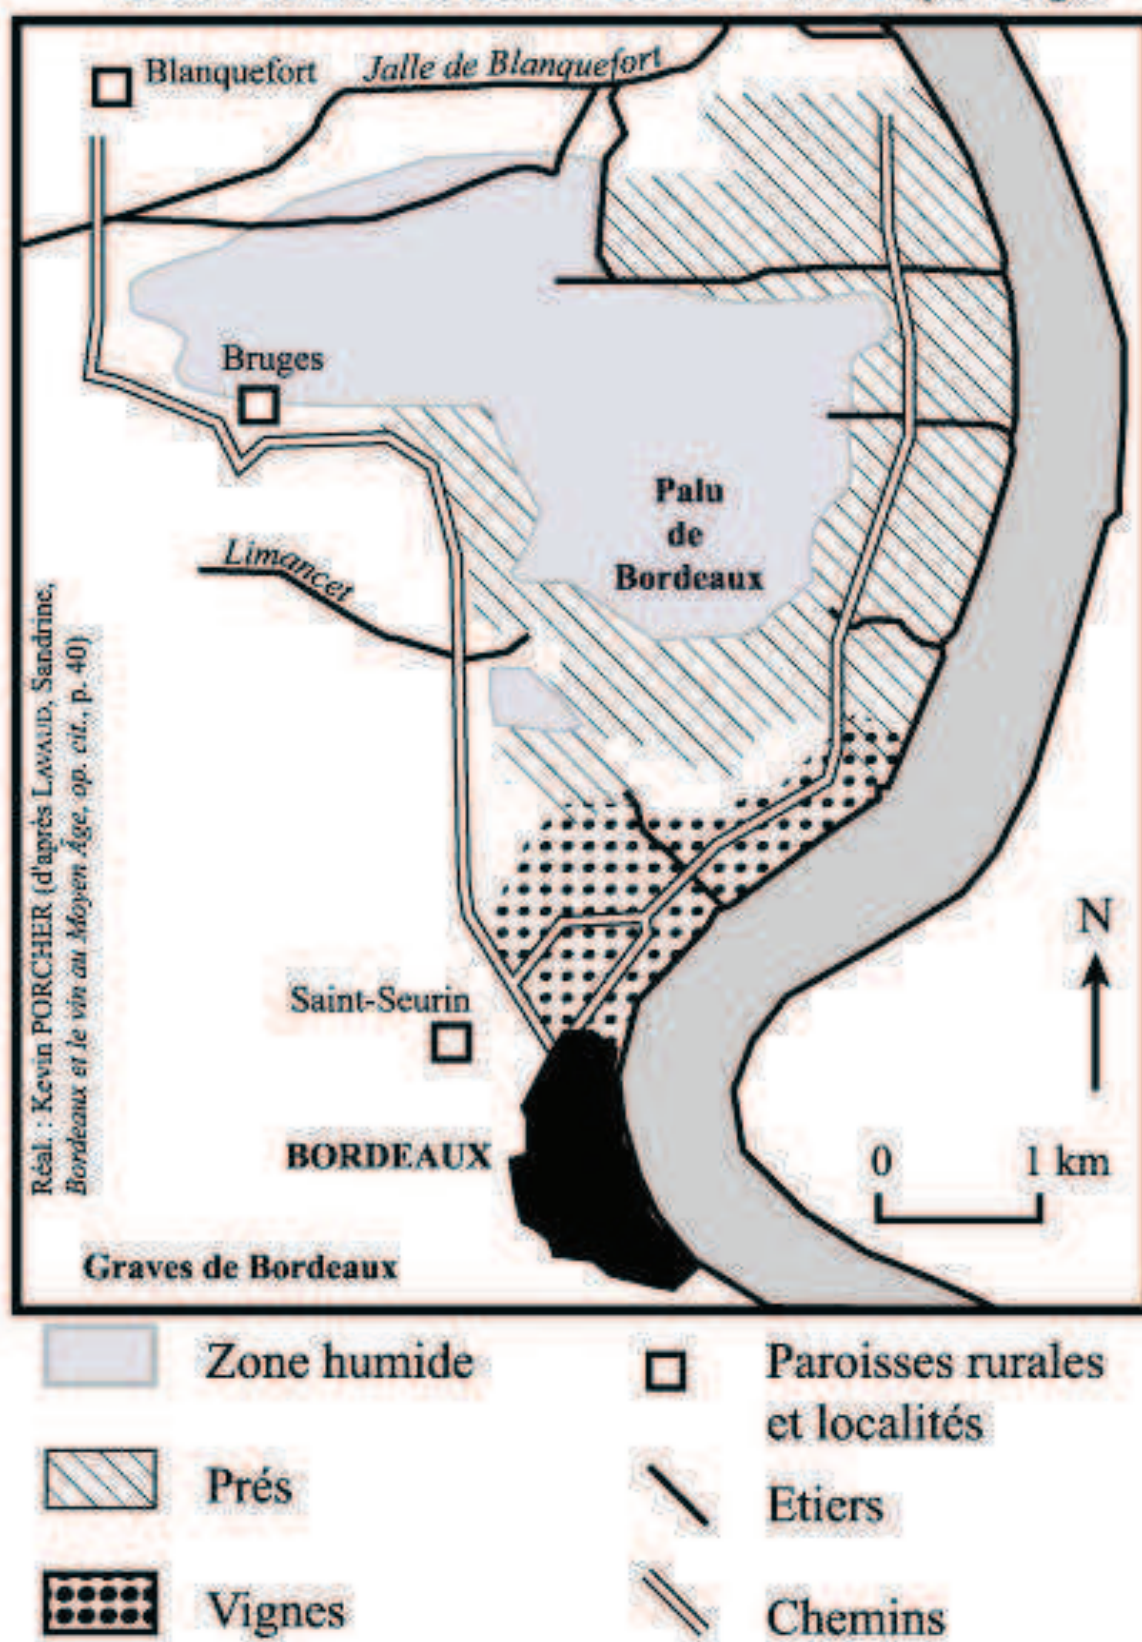 Blanquefort
Jalle de Blanquefort
Bruges
Palu
de
Bordeaux
Limancet
Réal. : Kevin PORCHER (d'après LAVAUD, Sandrine,
Bordeaux et le vin au Moyen Âge, op. cit., p. 40)
N
Saint-Seurin
BORDEAUX
0 1 km
Graves de Bordeaux
Zone humide
Prés
Vignes
Paroisses rurales
et localités
Etiers
Chemins